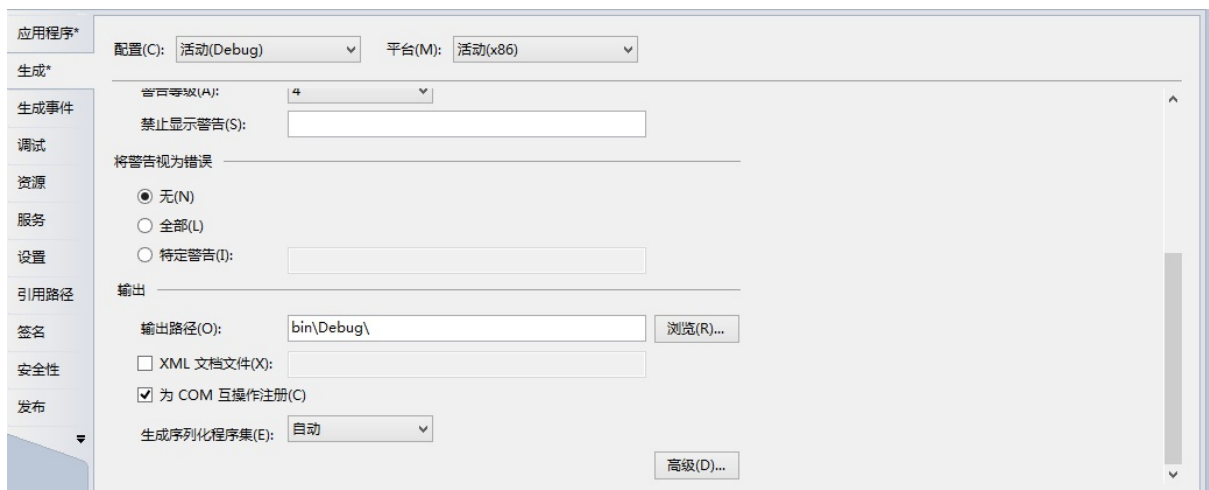 应用程序*
生成*
生成事件
调试
资源
服务
设置
引用路径
签名
安全性
发布
配置(C): 活动(Debug) 平台(M): 活动(x86)
警告等级(A): 4
禁止显示警告(S):
将警告视为错误
无(N)
全部(L)
特定警告(I):
输出
输出路径(O): bin\Debug\ 浏览(R)...
XML 文档文件(X):
为 COM 互操作注册(C)
生成序列化程序集(E): 自动
高级(D)...